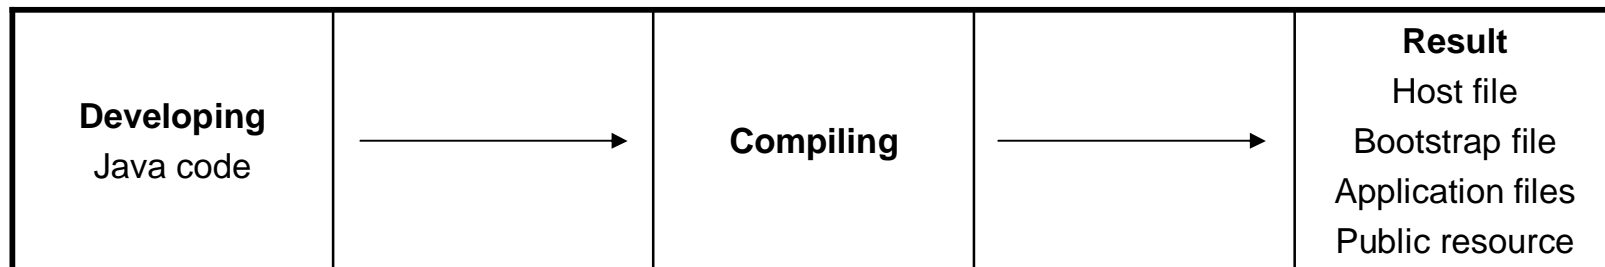 Developing
Java code
Compiling
Result
Host file
Bootstrap file
Application files
Public resource